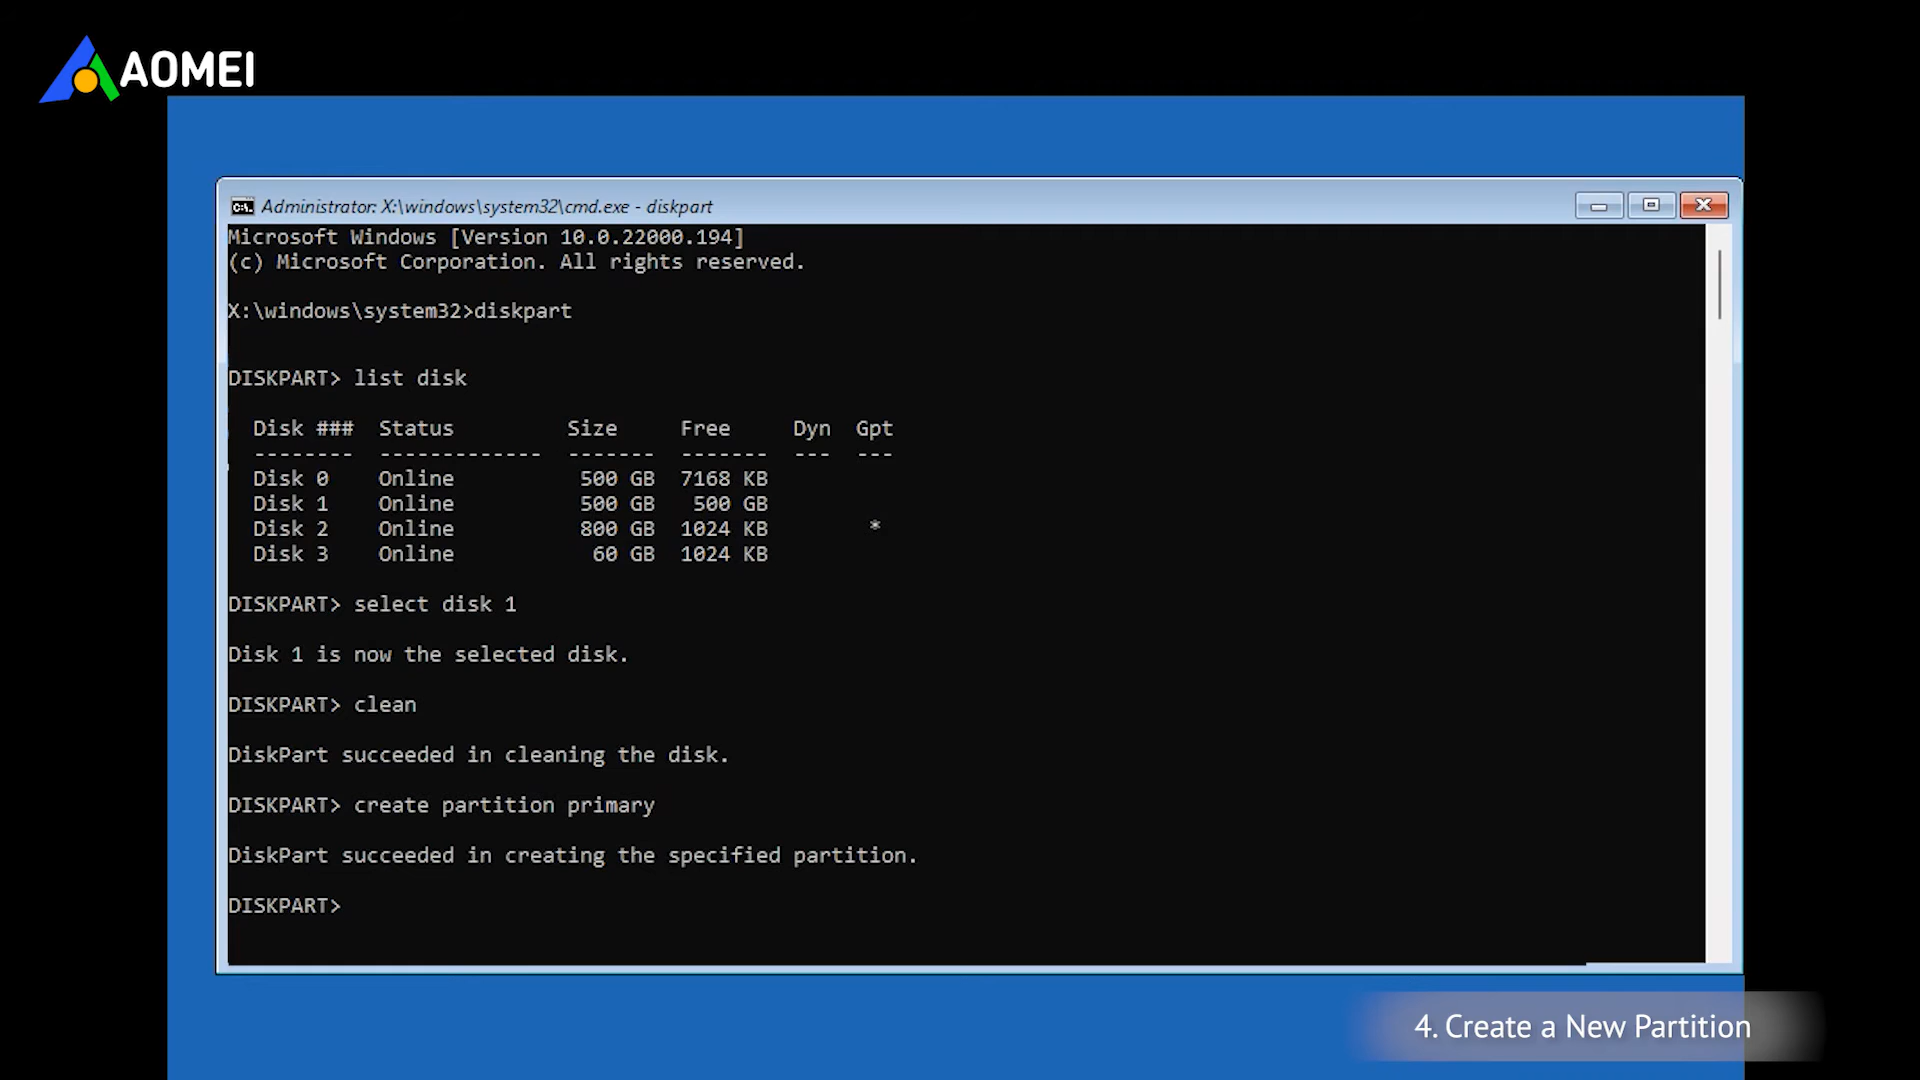 AOMEI
Administrator: X:\windows\system32\cmd.exe - diskpart
Microsoft Windows [Version 10.0.22000.194]
(c) Microsoft Corporation. All rights reserved.
X:\windows\system32>diskpart
DISKPART> list disk
Disk ###  Status         Size     Free     Dyn  Gpt
--------  -------------  -------  -------  ---  ---
Disk 0    Online          500 GB  7168 KB
Disk 1    Online          500 GB   500 GB
Disk 2    Online          800 GB  1024 KB        *
Disk 3    Online           60 GB  1024 KB
DISKPART> select disk 1
Disk 1 is now the selected disk.
DISKPART> clean
DiskPart succeeded in cleaning the disk.
DISKPART> create partition primary
DiskPart succeeded in creating the specified partition.
DISKPART>
4. Create a New Partition